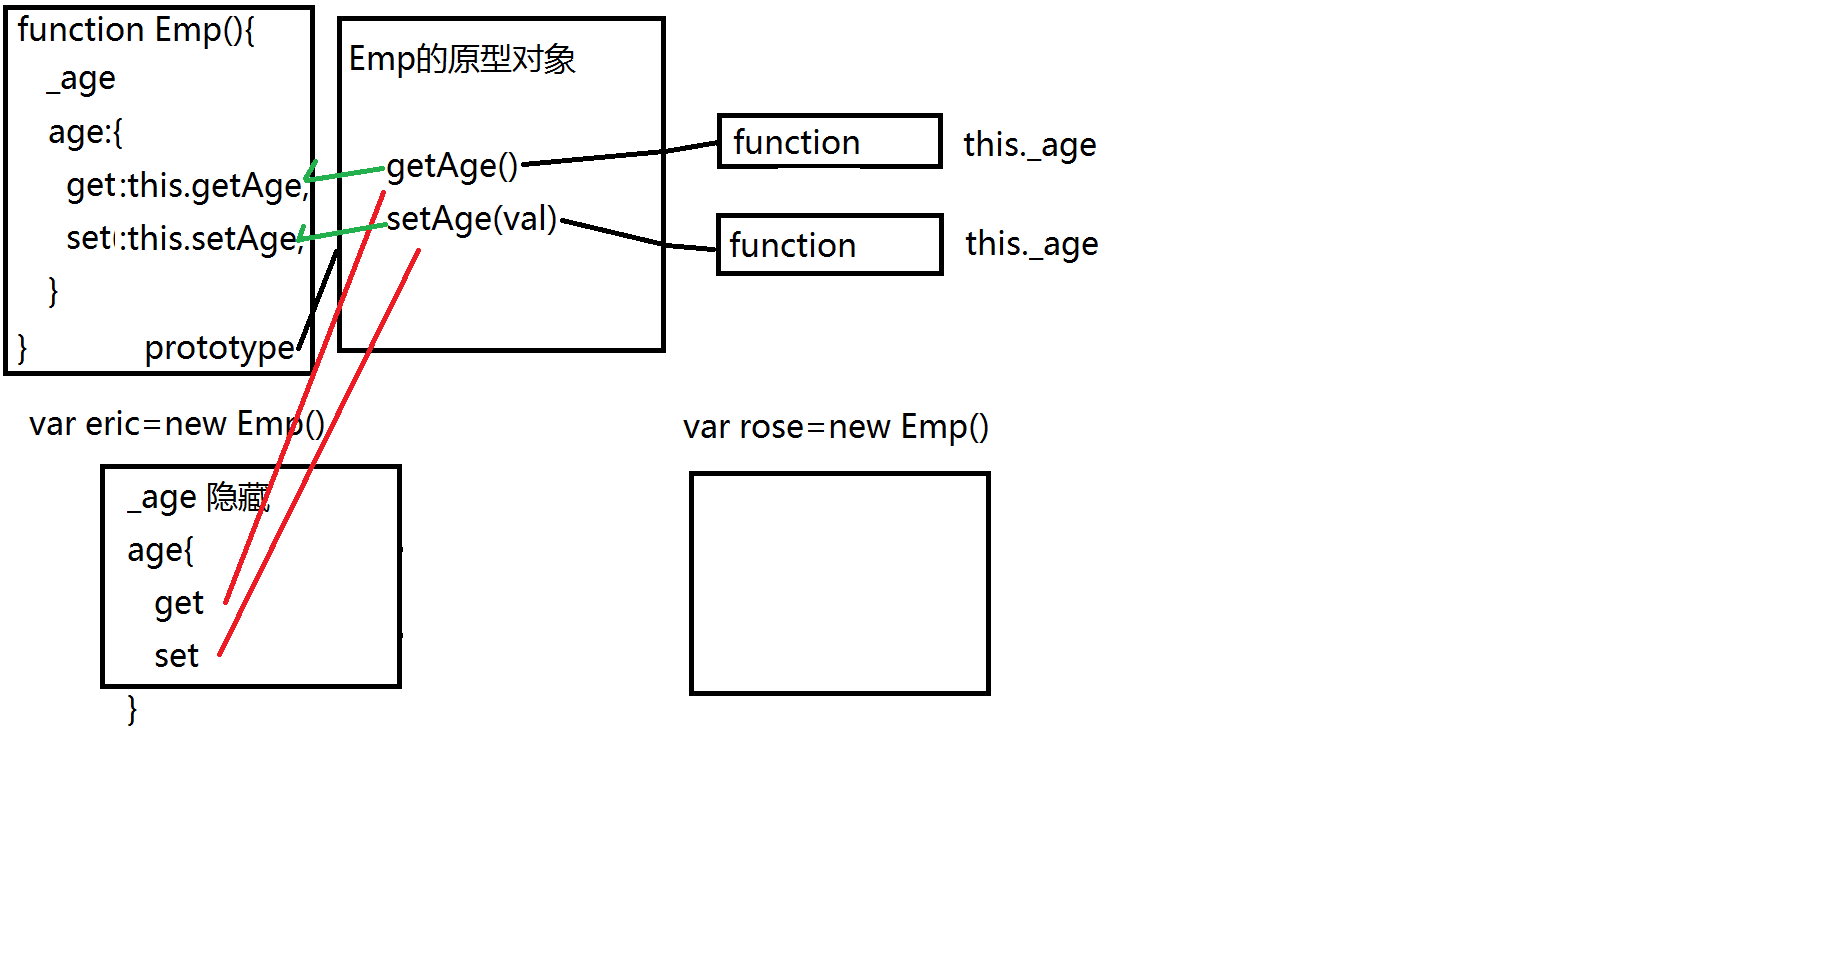 function Emp(){
_age
age:{
get:this.getAge,
set:this.setAge,
}
}
prototype
Emp的原型对象
getAge()
setAge(val)
function
this._age
function
this._age
var eric=new Emp()
_age 隐藏
age{
get
set
}
var rose=new Emp()